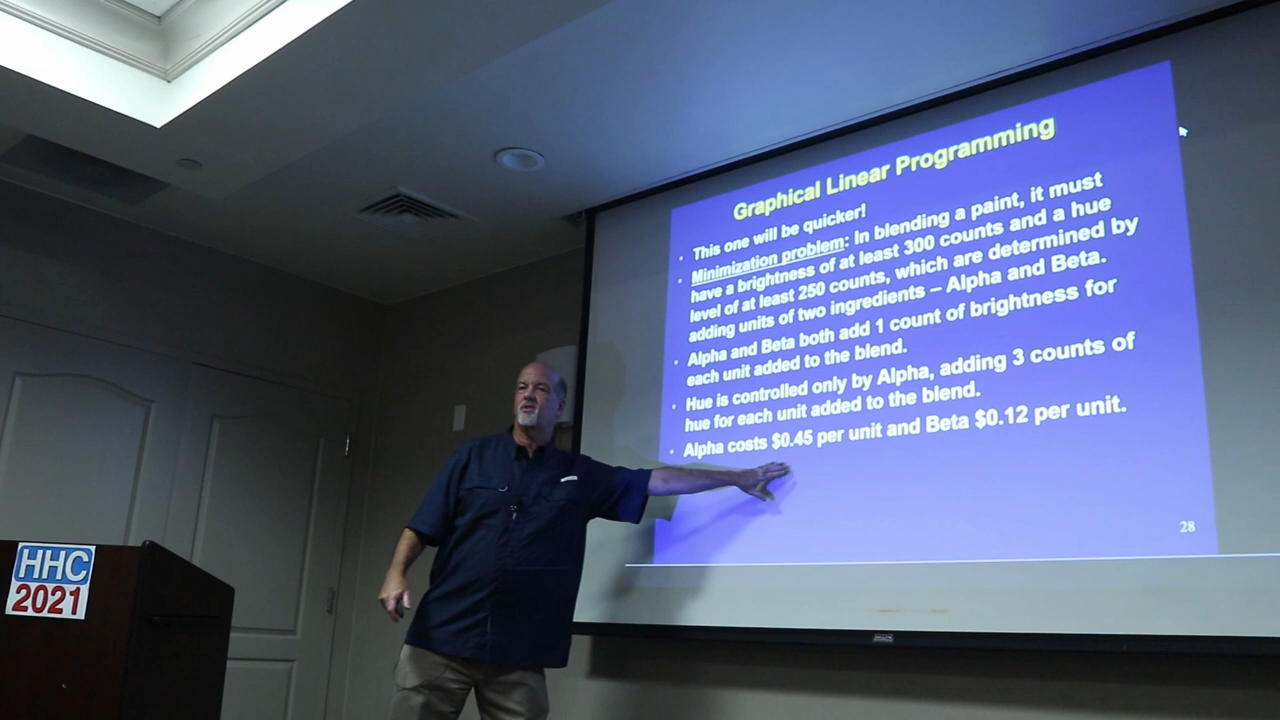 Graphical Linear Programming
• This one will be quicker!
• Minimization problem: In blending a paint, it must
have a brightness of at least 300 counts and a hue
level of at least 250 counts, which are determined by
adding units of two ingredients – Alpha and Beta.
• Alpha and Beta both add 1 count of brightness for
each unit added to the blend.
• Hue is controlled only by Alpha, adding 3 counts of
hue for each unit added to the blend.
• Alpha costs $0.45 per unit and Beta $0.12 per unit.
28
HHC
2021